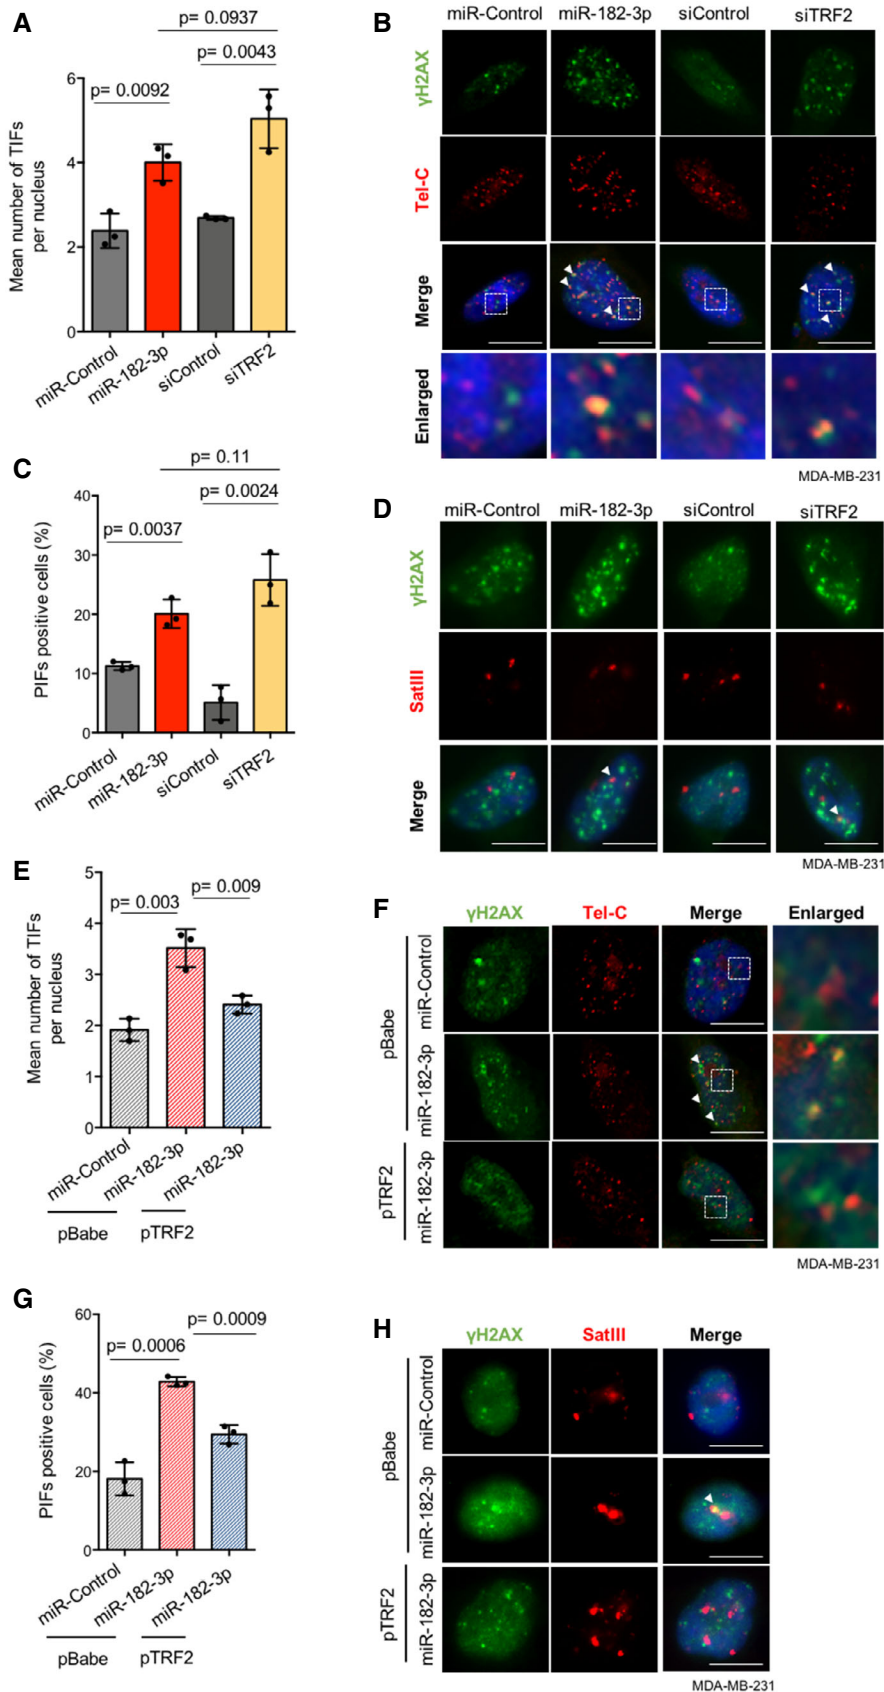 A
p= 0.0937
p= 0.0043
p= 0.0092
Mean number of TIFs
per nucleus
6
4
2
0
miR-Control
miR-182-3p
siControl
siTRF2
B
miR-Control miR-182-3p siControl siTRF2
γH2AX
Tel-C
Merge
Enlarged
MDA-MB-231
C
p= 0.11
p= 0.0024
p= 0.0037
PIFs positive cells (%)
40
30
20
10
0
miR-Control
miR-182-3p
siControl
siTRF2
D
miR-Control miR-182-3p siControl siTRF2
γH2AX
SatIII
Merge
MDA-MB-231
E
p= 0.003
p= 0.009
Mean number of TIFs
per nucleus
5
4
3
2
1
0
miR-Control
miR-182-3p
miR-182-3p
pBabe pTRF2
F
γH2AX Tel-C Merge Enlarged
pBabe
miR-Control
miR-182-3p
pTRF2
miR-182-3p
MDA-MB-231
G
p= 0.0006
p= 0.0009
PIFs positive cells (%)
60
40
20
0
miR-Control
miR-182-3p
miR-182-3p
pBabe pTRF2
H
γH2AX SatIII Merge
pBabe
miR-Control
miR-182-3p
pTRF2
miR-182-3p
MDA-MB-231